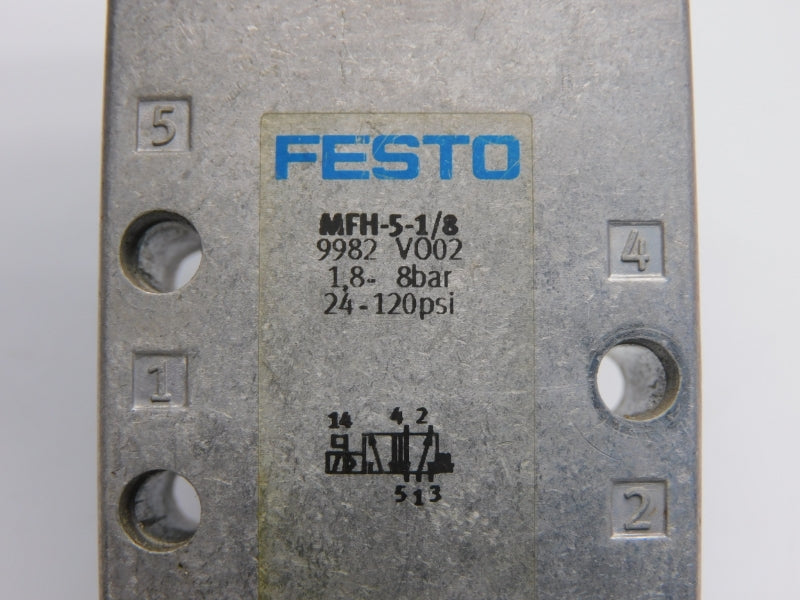 5
FESTO
MFH-5-1/8
9982 VO02
1,8- 8bar
24-120psi
4
1
14 4 2
5 1 3
2